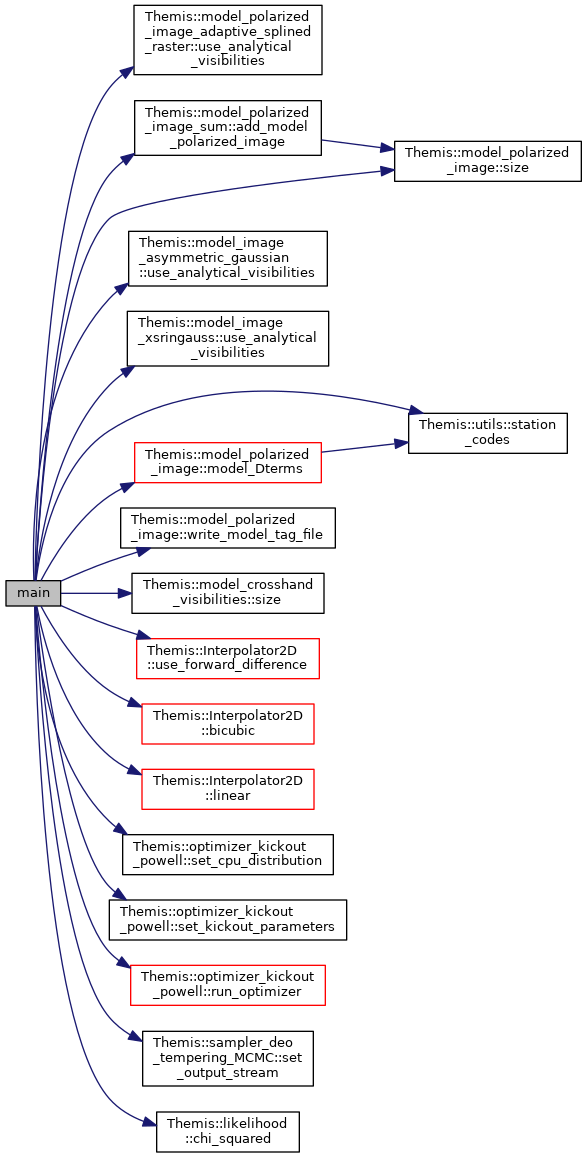 Themis::model_polarized
_image_adaptive_splined
_raster::use_analytical
_visibilities
Themis::model_polarized
_image_sum::add_model
_polarized_image
Themis::model_polarized
_image::size
Themis::model_image
_asymmetric_gaussian
::use_analytical_visibilities
Themis::model_image
_xsringauss::use_analytical
_visibilities
Themis::utils::station
_codes
Themis::model_polarized
_image::model_Dterms
Themis::model_polarized
_image::write_model_tag_file
main
Themis::model_crosshand
_visibilities::size
Themis::Interpolator2D
::use_forward_difference
Themis::Interpolator2D
::bicubic
Themis::Interpolator2D
::linear
Themis::optimizer_kickout
_powell::set_cpu_distribution
Themis::optimizer_kickout
_powell::set_kickout_parameters
Themis::optimizer_kickout
_powell::run_optimizer
Themis::sampler_deo
_tempering_MCMC::set
_output_stream
Themis::likelihood
::chi_squared